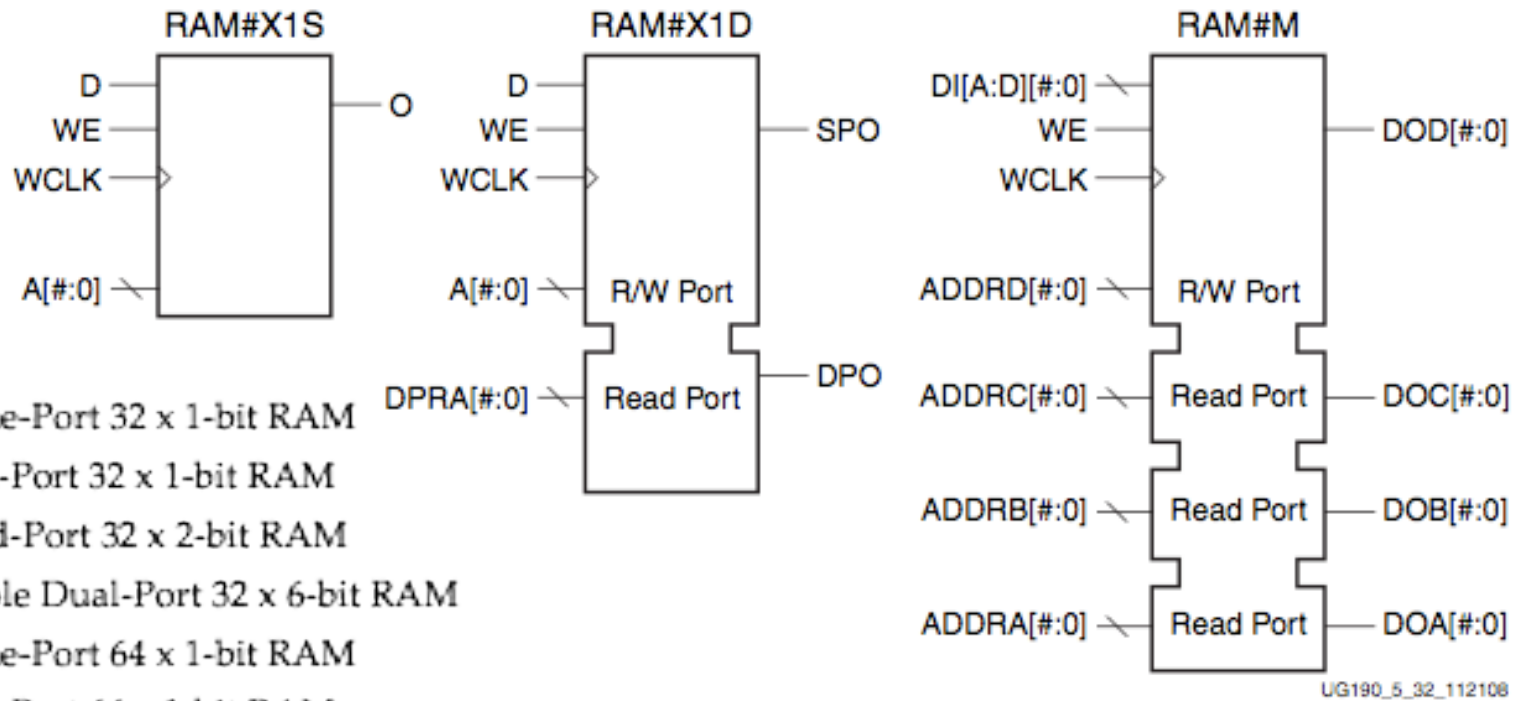 RAM#X1S
D
WE
WCLK
A[#:0]
O
RAM#X1D
D
WE
WCLK
A[#:0]
DPRA[#:0]
R/W Port
Read Port
SPO
DPO
RAM#M
DI[A:D][#:0]
WE
WCLK
ADDRD[#:0]
ADDRC[#:0]
ADDRB[#:0]
ADDRA[#:0]
R/W Port
Read Port
Read Port
Read Port
DOD[#:0]
DOC[#:0]
DOB[#:0]
DOA[#:0]
e-Port 32 x 1-bit RAM
-Port 32 x 1-bit RAM
d-Port 32 x 2-bit RAM
le Dual-Port 32 x 6-bit RAM
e-Port 64 x 1-bit RAM
UG190_5_32_112108